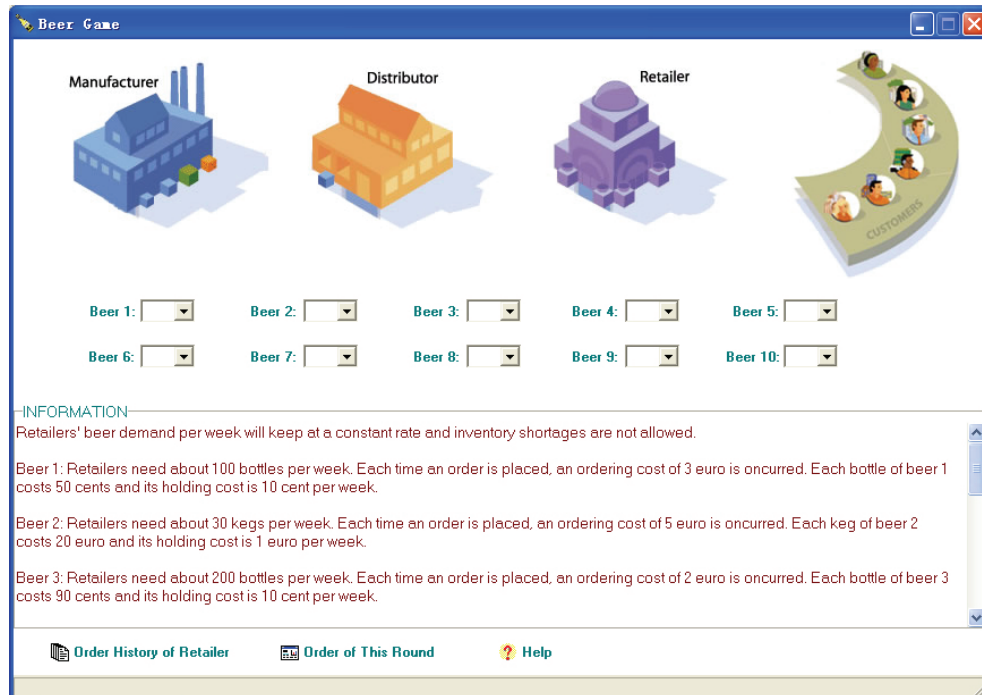 Beer Game
Manufacturer
Distributor
Retailer
CUSTOMERS
Beer 1: Beer 2: Beer 3: Beer 4: Beer 5:
Beer 6: Beer 7: Beer 8: Beer 9: Beer 10:
INFORMATION
Retailers' beer demand per week will keep at a constant rate and inventory shortages are not allowed.
Beer 1: Retailers need about 100 bottles per week. Each time an order is placed, an ordering cost of 3 euro is oncurred. Each bottle of beer 1
costs 50 cents and its holding cost is 10 cent per week.
Beer 2: Retailers need about 30 kegs per week. Each time an order is placed, an ordering cost of 5 euro is oncurred. Each keg of beer 2
costs 20 euro and its holding cost is 1 euro per week.
Beer 3: Retailers need about 200 bottles per week. Each time an order is placed, an ordering cost of 2 euro is oncurred. Each bottle of beer 3
costs 90 cents and its holding cost is 10 cent per week.
Order History of Retailer Order of This Round Help